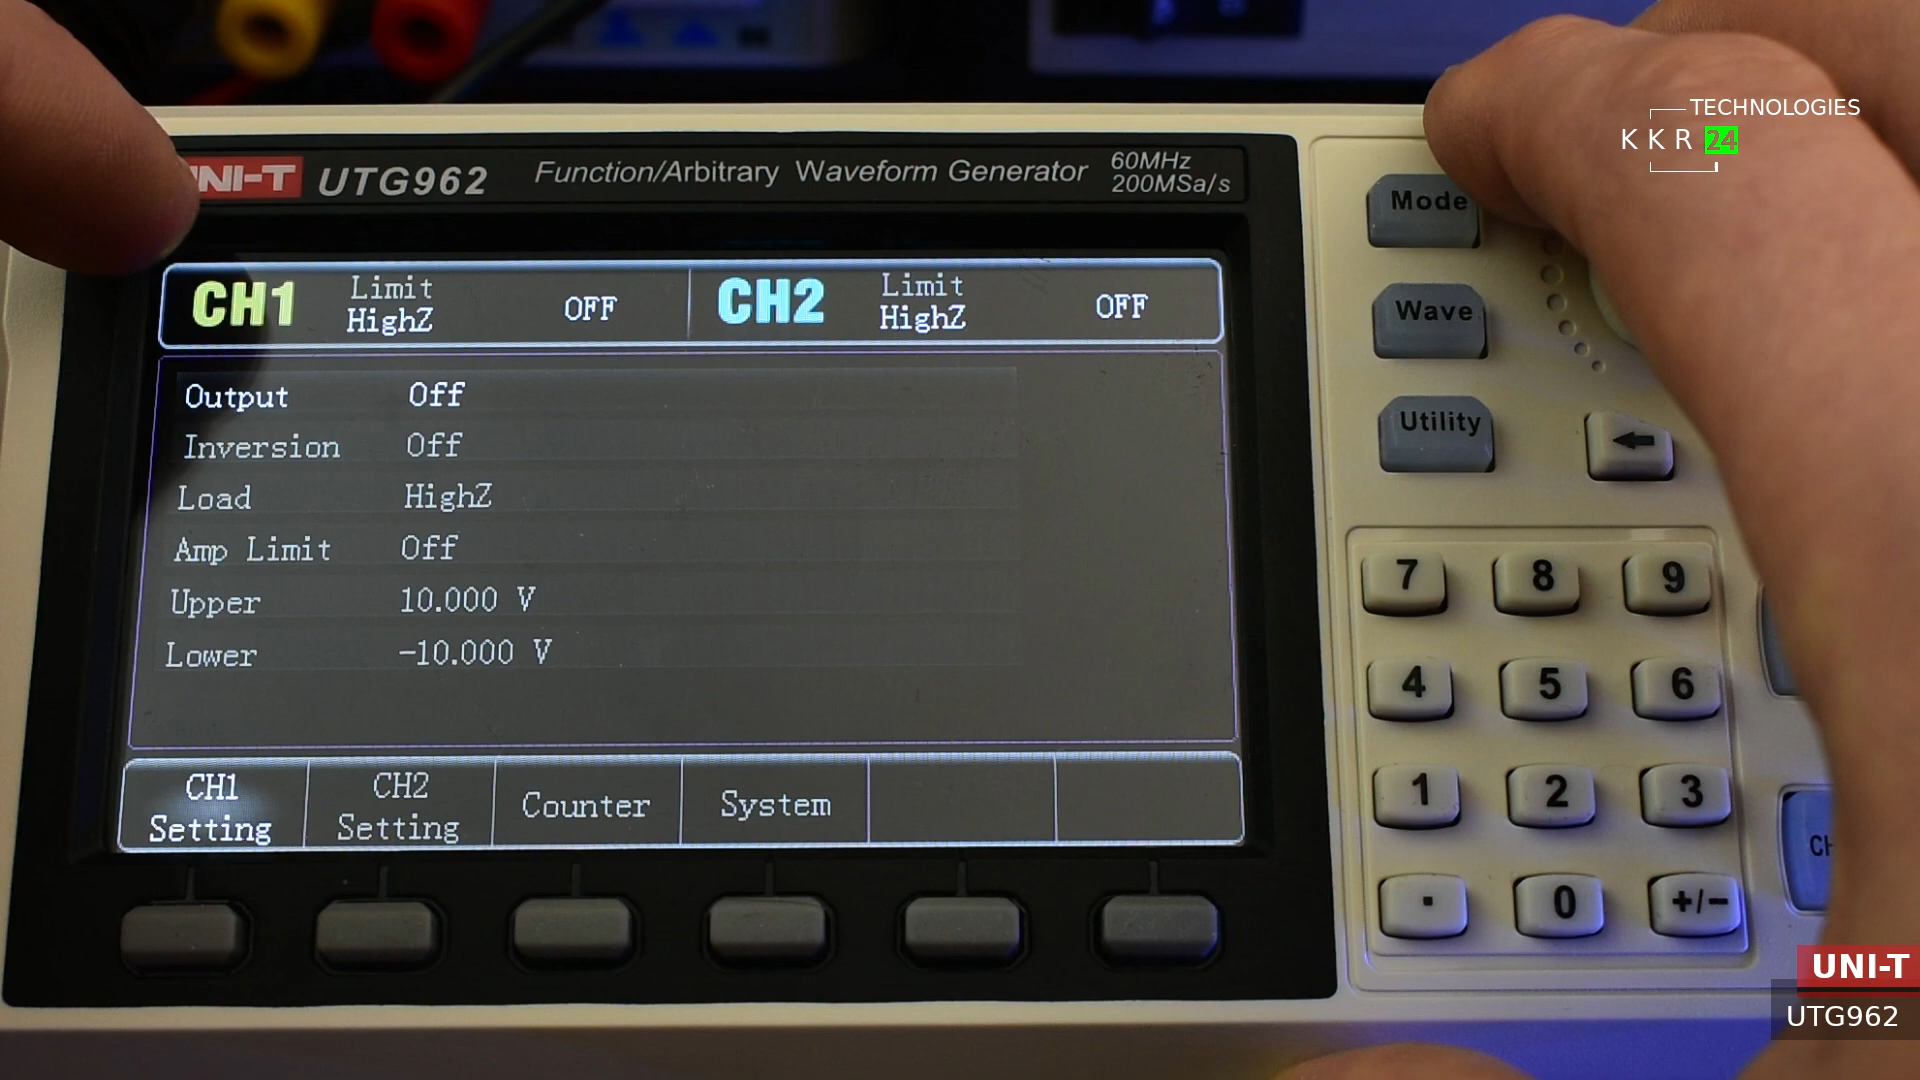 TECHNOLOGIES
KKR 24
UNI-T UTG962 Function/Arbitrary Waveform Generator 60MHz
200MSa/s
CH1 Limit HighZ OFF
CH2 Limit HighZ OFF
Output Off
Inversion Off
Load HighZ
Amp Limit Off
Upper 10.000 V
Lower -10.000 V
CH1 Setting
CH2 Setting
Counter
System
Mode
Wave
Utility
7 8 9
4 5 6
1 2 3
. 0 +/-
UNI-T
UTG962